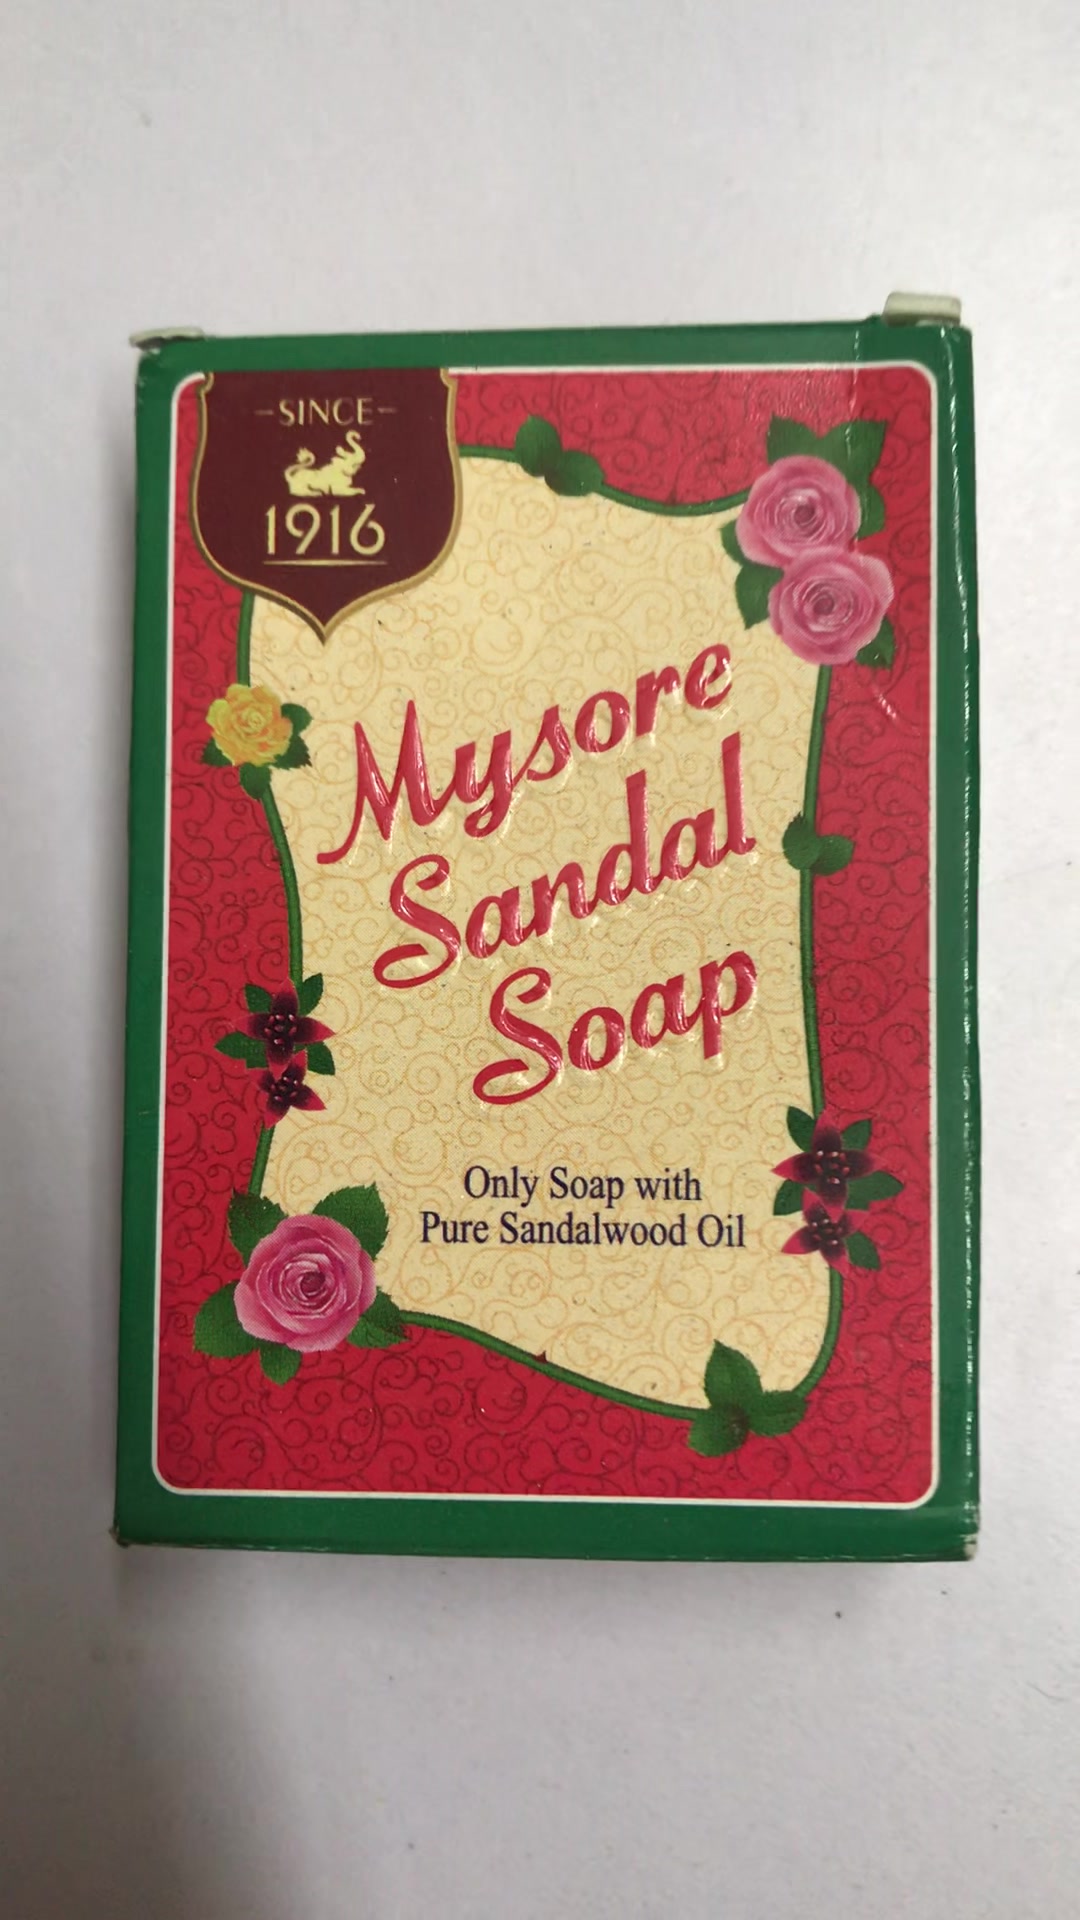 -SINCE-
1916
Mysore
Sandal
Soap
Only Soap with
Pure Sandalwood Oil